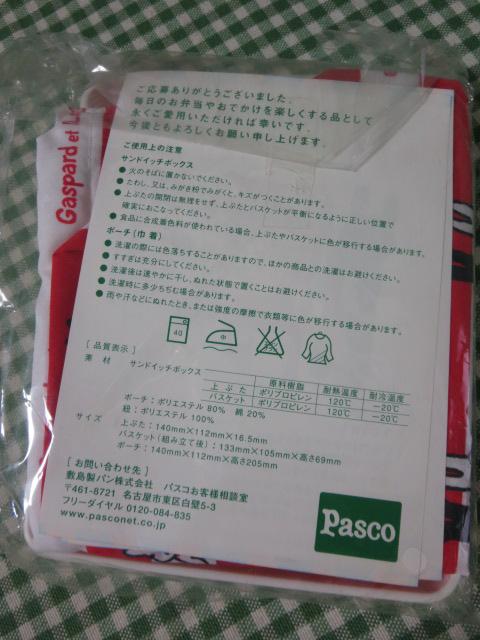 Gaspard et
ご応募ありがとうございました。
毎日のお弁当やおでかけを楽しくする品として
永くご愛用いただければ幸いです。
今後ともよろしくお願い申し上げます。
ご使用上の注意
サンドイッチボックス
● 火のそばに置かないでください。
● たわし、又は、みがき粉でみがくと、キズがつくことがあります。
● 上ぶたの開閉は無理せず、上ぶたとバスケットが平衡になるように正しい位置で
確実におこなってください。
● 食品に合成着色料が使われている場合、上ぶたやバスケットに色が移行する場合があります。
ポーチ(巾着)
● 洗濯の際には色落ちすることがありますので、ほかの商品との洗濯はお避けください。
● すすぎは充分にしてください。
● 洗濯後は速やかに干し、ぬれた状態で置くことはお避けください。
● 洗濯時に多少ちぢむ場合があります。
● 雨や汗などにぬれたとき、または強度の摩擦で衣類等に色が移行する場合があります。
40 中
[品質表示]
素材 サンドイッチボックス
原料樹脂 耐熱温度 耐冷温度
上ぶた ポリプロピレン 120℃ −20℃
バスケット ポリプロピレン 120℃ −20℃
ポーチ:ポリエステル 80% 綿 20%
紐:ポリエステル 100%
サイズ 上ぶた:140mm×112mm×16.5mm
バスケット(組み立て後):133mm×105mm×高さ69mm
ポーチ:140mm×112mm×高さ205mm
[お問い合わせ先]
敷島製パン株式会社 パスコお客様相談室
〒461-8721 名古屋市東区白壁5-3
フリーダイヤル 0120-084-835
www.pasconet.co.jp
Pasco